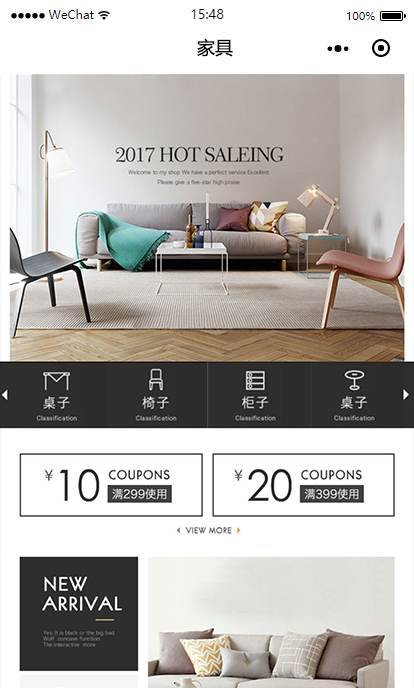 WeChat 15:48 100%
家具
2017 HOT SALEING
Welcome to my shop We have a perfect service Excellent
Please give a five-star high praise
桌子 椅子 柜子 桌子
Classification Classification Classification Classification
¥10 COUPONS
满299使用
¥20 COUPONS
满399使用
VIEW MORE
NEW
ARRIVAL
Yes, it is black or the big bad
Wolf concave function
The interactive more